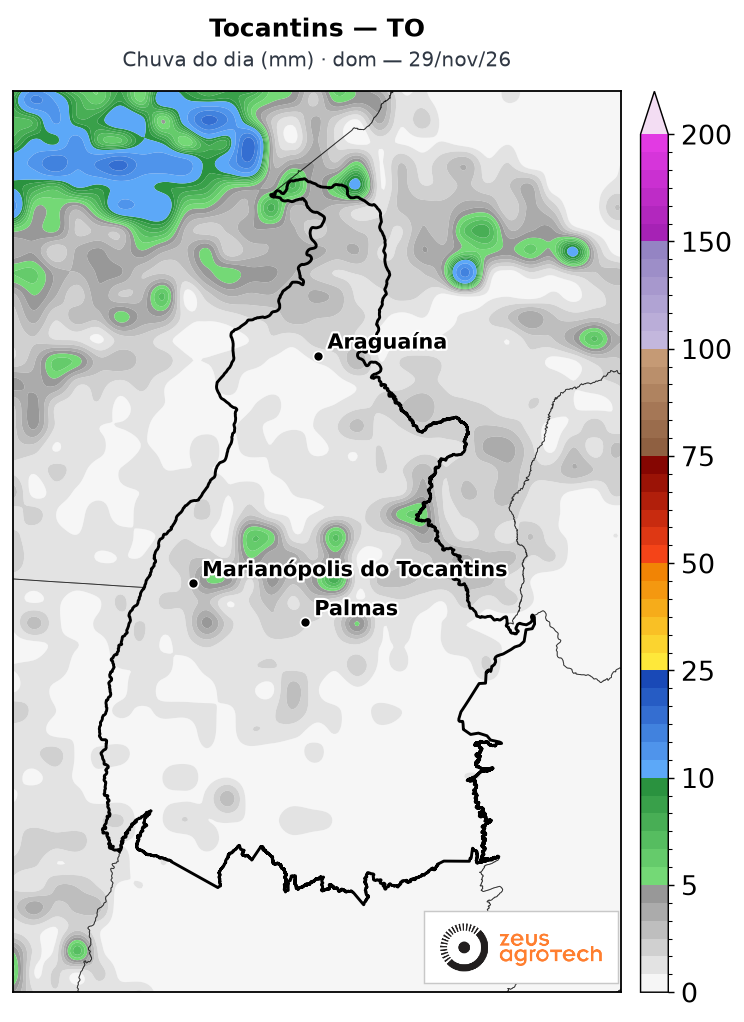 Tocantins — TO
Chuva do dia (mm) · dom — 29/nov/26
Araguaína
Marianópolis do Tocantins
Palmas
200
150
100
75
50
25
10
5
0
zeus
agrotech